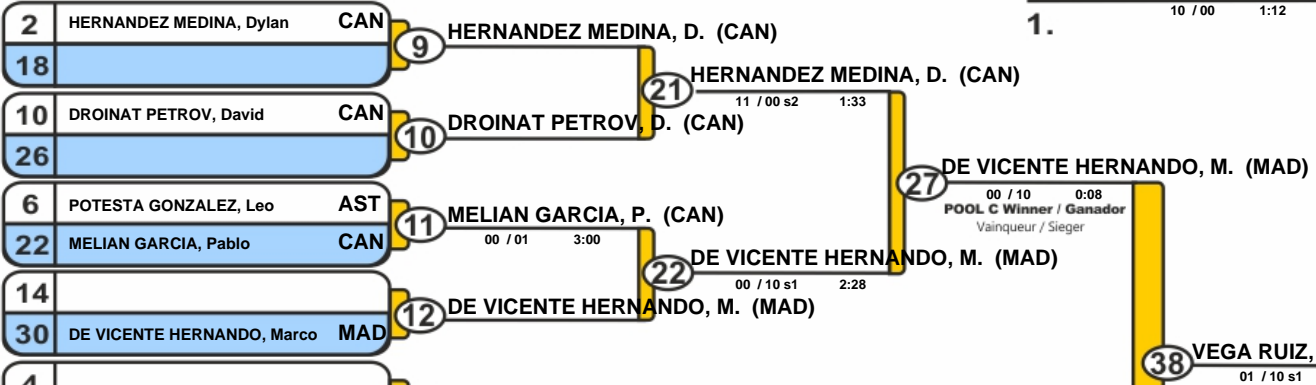 2 HERNANDEZ MEDINA, Dylan CAN
18
10 DROINAT PETROV, David CAN
26
6 POTESTA GONZALEZ, Leo AST
22 MELIAN GARCIA, Pablo CAN
14
30 DE VICENTE HERNANDO, Marco MAD
4
9 HERNANDEZ MEDINA, D. (CAN)
10 DROINAT PETROV, D. (CAN)
11 MELIAN GARCIA, P. (CAN)
00 / 01 3:00
12 DE VICENTE HERNANDO, M. (MAD)
21 HERNANDEZ MEDINA, D. (CAN)
11 / 00 s2 1:33
22 DE VICENTE HERNANDO, M. (MAD)
00 / 10 s1 2:28
27 DE VICENTE HERNANDO, M. (MAD)
00 / 10 0:08
POOL C Winner / Ganador
Vainqueur / Sieger
10 / 00 1:12
1.
38 VEGA RUIZ,
01 / 10 s1